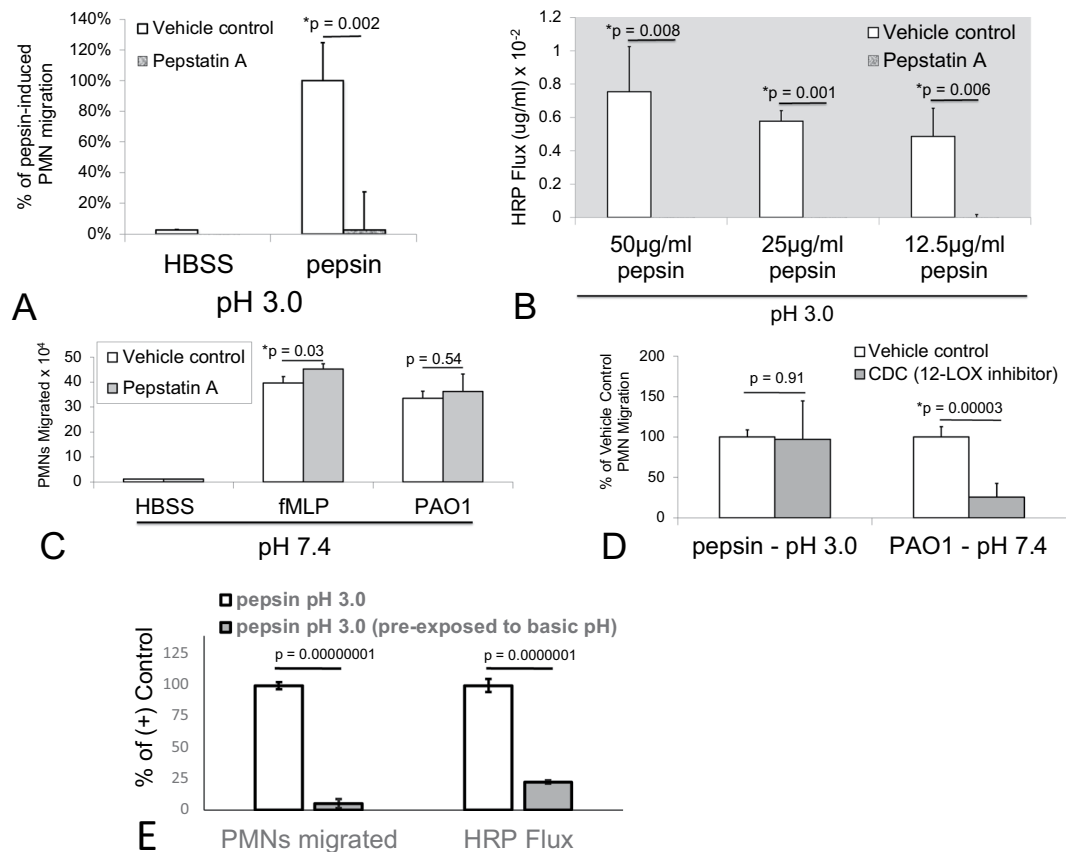 140%
120%
100%
80%
60%
40%
20%
0%
% of pepsin-induced
PMN migration
Vehicle control
Pepstatin A
*p = 0.002
HBSS
pepsin
pH 3.0
A
1.2
1
0.8
0.6
0.4
0.2
0
HRP Flux (ug/ml) x 10-2
Vehicle control
Pepstatin A
*p = 0.008
*p = 0.001
*p = 0.006
50µg/ml
pepsin
25µg/ml
pepsin
12.5µg/ml
pepsin
pH 3.0
B
50
40
30
20
10
0
PMNs Migrated x 10⁴
Vehicle control
Pepstatin A
*p = 0.03
p = 0.54
HBSS
fMLP
PAO1
pH 7.4
C
200
150
100
50
0
% of Vehicle Control
PMN Migration
Vehicle control
CDC (12-LOX inhibitor)
p = 0.91
*p = 0.00003
pepsin - pH 3.0
PAO1 - pH 7.4
D
pepsin pH 3.0
pepsin pH 3.0 (pre-exposed to basic pH)
125
100
75
50
25
0
% of (+) Control
p = 0.00000001
p = 0.0000001
PMNs migrated
HRP Flux
E